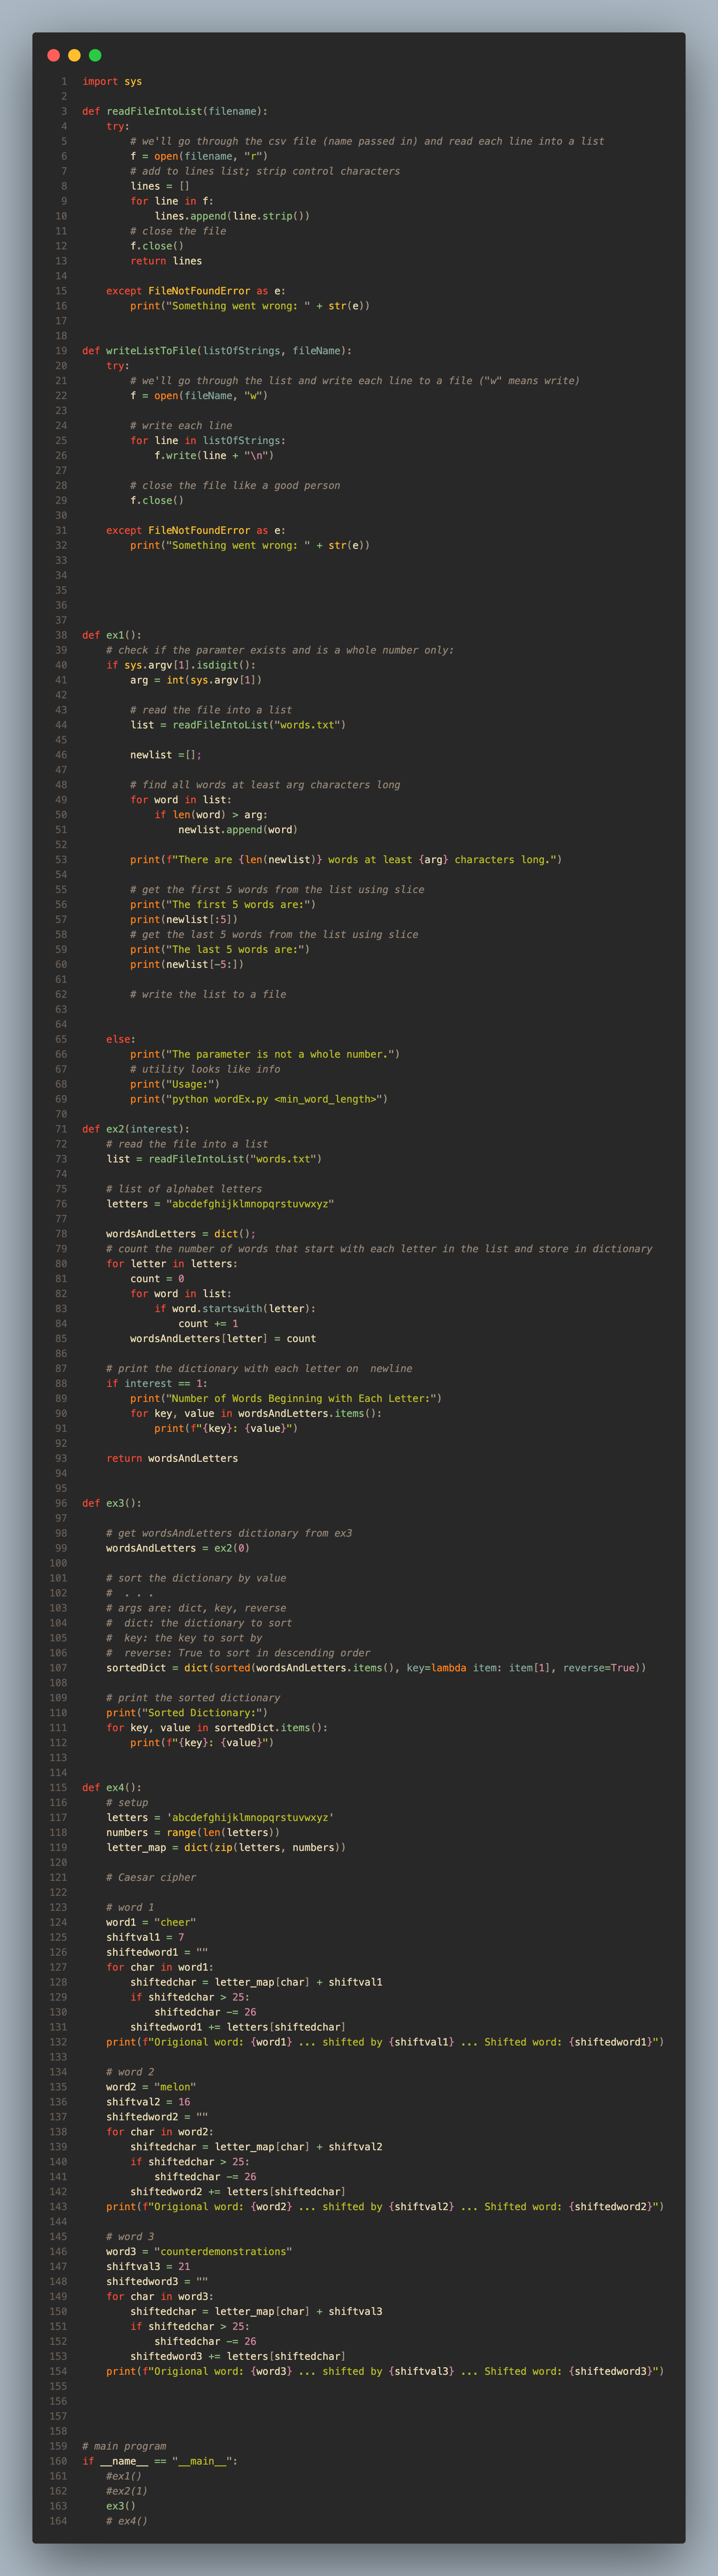 1 import sys
2
3 def readFileIntoList(filename):
4     try:
5         # we'll go through the csv file (name passed in) and read each line into a list
6         f = open(filename, "r")
7         # add to lines list; strip control characters
8         lines = []
9         for line in f:
10             lines.append(line.strip())
11         # close the file
12         f.close()
13         return lines
14
15     except FileNotFoundError as e:
16         print("Something went wrong: " + str(e))
17
18
19 def writeListToFile(listOfStrings, fileName):
20     try:
21         # we'll go through the list and write each line to a file ("w" means write)
22         f = open(fileName, "w")
23
24         # write each line
25         for line in listOfStrings:
26             f.write(line + "\n")
27
28         # close the file like a good person
29         f.close()
30
31     except FileNotFoundError as e:
32         print("Something went wrong: " + str(e))
33
34
35
36
37
38 def ex1():
39     # check if the paramter exists and is a whole number only:
40     if sys.argv[1].isdigit():
41         arg = int(sys.argv[1])
42
43         # read the file into a list
44         list = readFileIntoList("words.txt")
45
46         newlist =[];
47
48         # find all words at least arg characters long
49         for word in list:
50             if len(word) > arg:
51                 newlist.append(word)
52
53         print(f"There are {len(newlist)} words at least {arg} characters long.")
54
55         # get the first 5 words from the list using slice
56         print("The first 5 words are:")
57         print(newlist[:5])
58         # get the last 5 words from the list using slice
59         print("The last 5 words are:")
60         print(newlist[-5:])
61
62         # write the list to a file
63
64
65     else:
66         print("The parameter is not a whole number.")
67         # utility looks like info
68         print("Usage:")
69         print("python wordEx.py <min_word_length>")
70
71 def ex2(interest):
72     # read the file into a list
73     list = readFileIntoList("words.txt")
74
75     # list of alphabet letters
76     letters = "abcdefghijklmnopqrstuvwxyz"
77
78     wordsAndLetters = dict();
79     # count the number of words that start with each letter in the list and store in dictionary
80     for letter in letters:
81         count = 0
82         for word in list:
83             if word.startswith(letter):
84                 count += 1
85         wordsAndLetters[letter] = count
86
87     # print the dictionary with each letter on  newline
88     if interest == 1:
89         print("Number of Words Beginning with Each Letter:")
90         for key, value in wordsAndLetters.items():
91             print(f"{key}: {value}")
92
93     return wordsAndLetters
94
95
96 def ex3():
97
98     # get wordsAndLetters dictionary from ex3
99     wordsAndLetters = ex2(0)
100
101     # sort the dictionary by value
102     #  . . .
103     # args are: dict, key, reverse
104     #  dict: the dictionary to sort
105     #  key: the key to sort by
106     #  reverse: True to sort in descending order
107     sortedDict = dict(sorted(wordsAndLetters.items(), key=lambda item: item[1], reverse=True))
108
109     # print the sorted dictionary
110     print("Sorted Dictionary:")
111     for key, value in sortedDict.items():
112         print(f"{key}: {value}")
113
114
115 def ex4():
116     # setup
117     letters = 'abcdefghijklmnopqrstuvwxyz'
118     numbers = range(len(letters))
119     letter_map = dict(zip(letters, numbers))
120
121     # Caesar cipher
122
123     # word 1
124     word1 = "cheer"
125     shiftval1 = 7
126     shiftedword1 = ""
127     for char in word1:
128         shiftedchar = letter_map[char] + shiftval1
129         if shiftedchar > 25:
130             shiftedchar -= 26
131         shiftedword1 += letters[shiftedchar]
132     print(f"Origional word: {word1} ... shifted by {shiftval1} ... Shifted word: {shiftedword1}")
133
134     # word 2
135     word2 = "melon"
136     shiftval2 = 16
137     shiftedword2 = ""
138     for char in word2:
139         shiftedchar = letter_map[char] + shiftval2
140         if shiftedchar > 25:
141             shiftedchar -= 26
142         shiftedword2 += letters[shiftedchar]
143     print(f"Origional word: {word2} ... shifted by {shiftval2} ... Shifted word: {shiftedword2}")
144
145     # word 3
146     word3 = "counterdemonstrations"
147     shiftval3 = 21
148     shiftedword3 = ""
149     for char in word3:
150         shiftedchar = letter_map[char] + shiftval3
151         if shiftedchar > 25:
152             shiftedchar -= 26
153         shiftedword3 += letters[shiftedchar]
154     print(f"Origional word: {word3} ... shifted by {shiftval3} ... Shifted word: {shiftedword3}")
155
156
157
158
159 # main program
160 if __name__ == "__main__":
161     #ex1()
162     #ex2(1)
163     ex3()
164     # ex4()